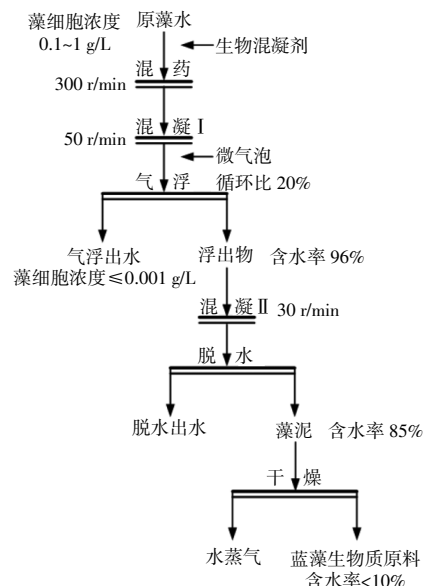 藻细胞浓度 原藻水
0.1~1 g/L
生物混凝剂
混 药
300 r/min
混 凝Ⅰ
50 r/min
微气泡
气 浮 循环比 20%
气浮出水 浮出物 含水率 96%
藻细胞浓度≤0.001 g/L
混 凝Ⅱ 30 r/min
脱 水
脱水出水 藻泥 含水率 85%
干 燥
水蒸气 蓝藻生物质原料
含水率<10%